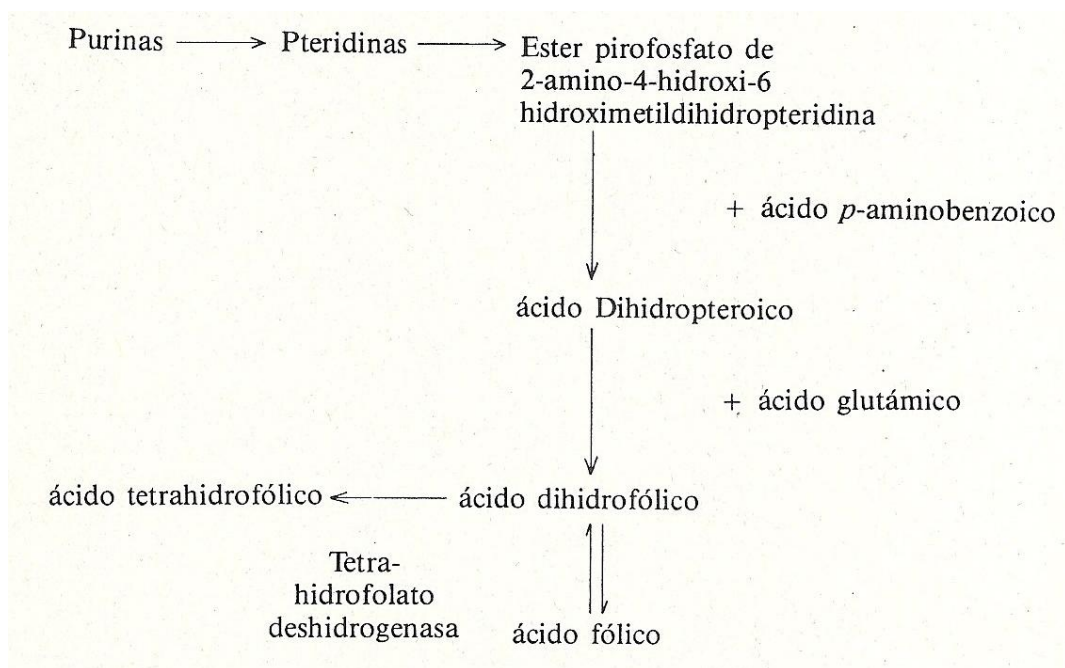 Purinas → Pteridinas → Ester pirofosfato de
2-amino-4-hidroxi-6
hidroximetildihidropteridina
+ ácido p-aminobenzoico
ácido Dihidropteroico
+ ácido glutámico
ácido tetrahidrofólico ← ácido dihidrofólico
Tetra-
hidrofolato
deshidrogenasa
ácido fólico